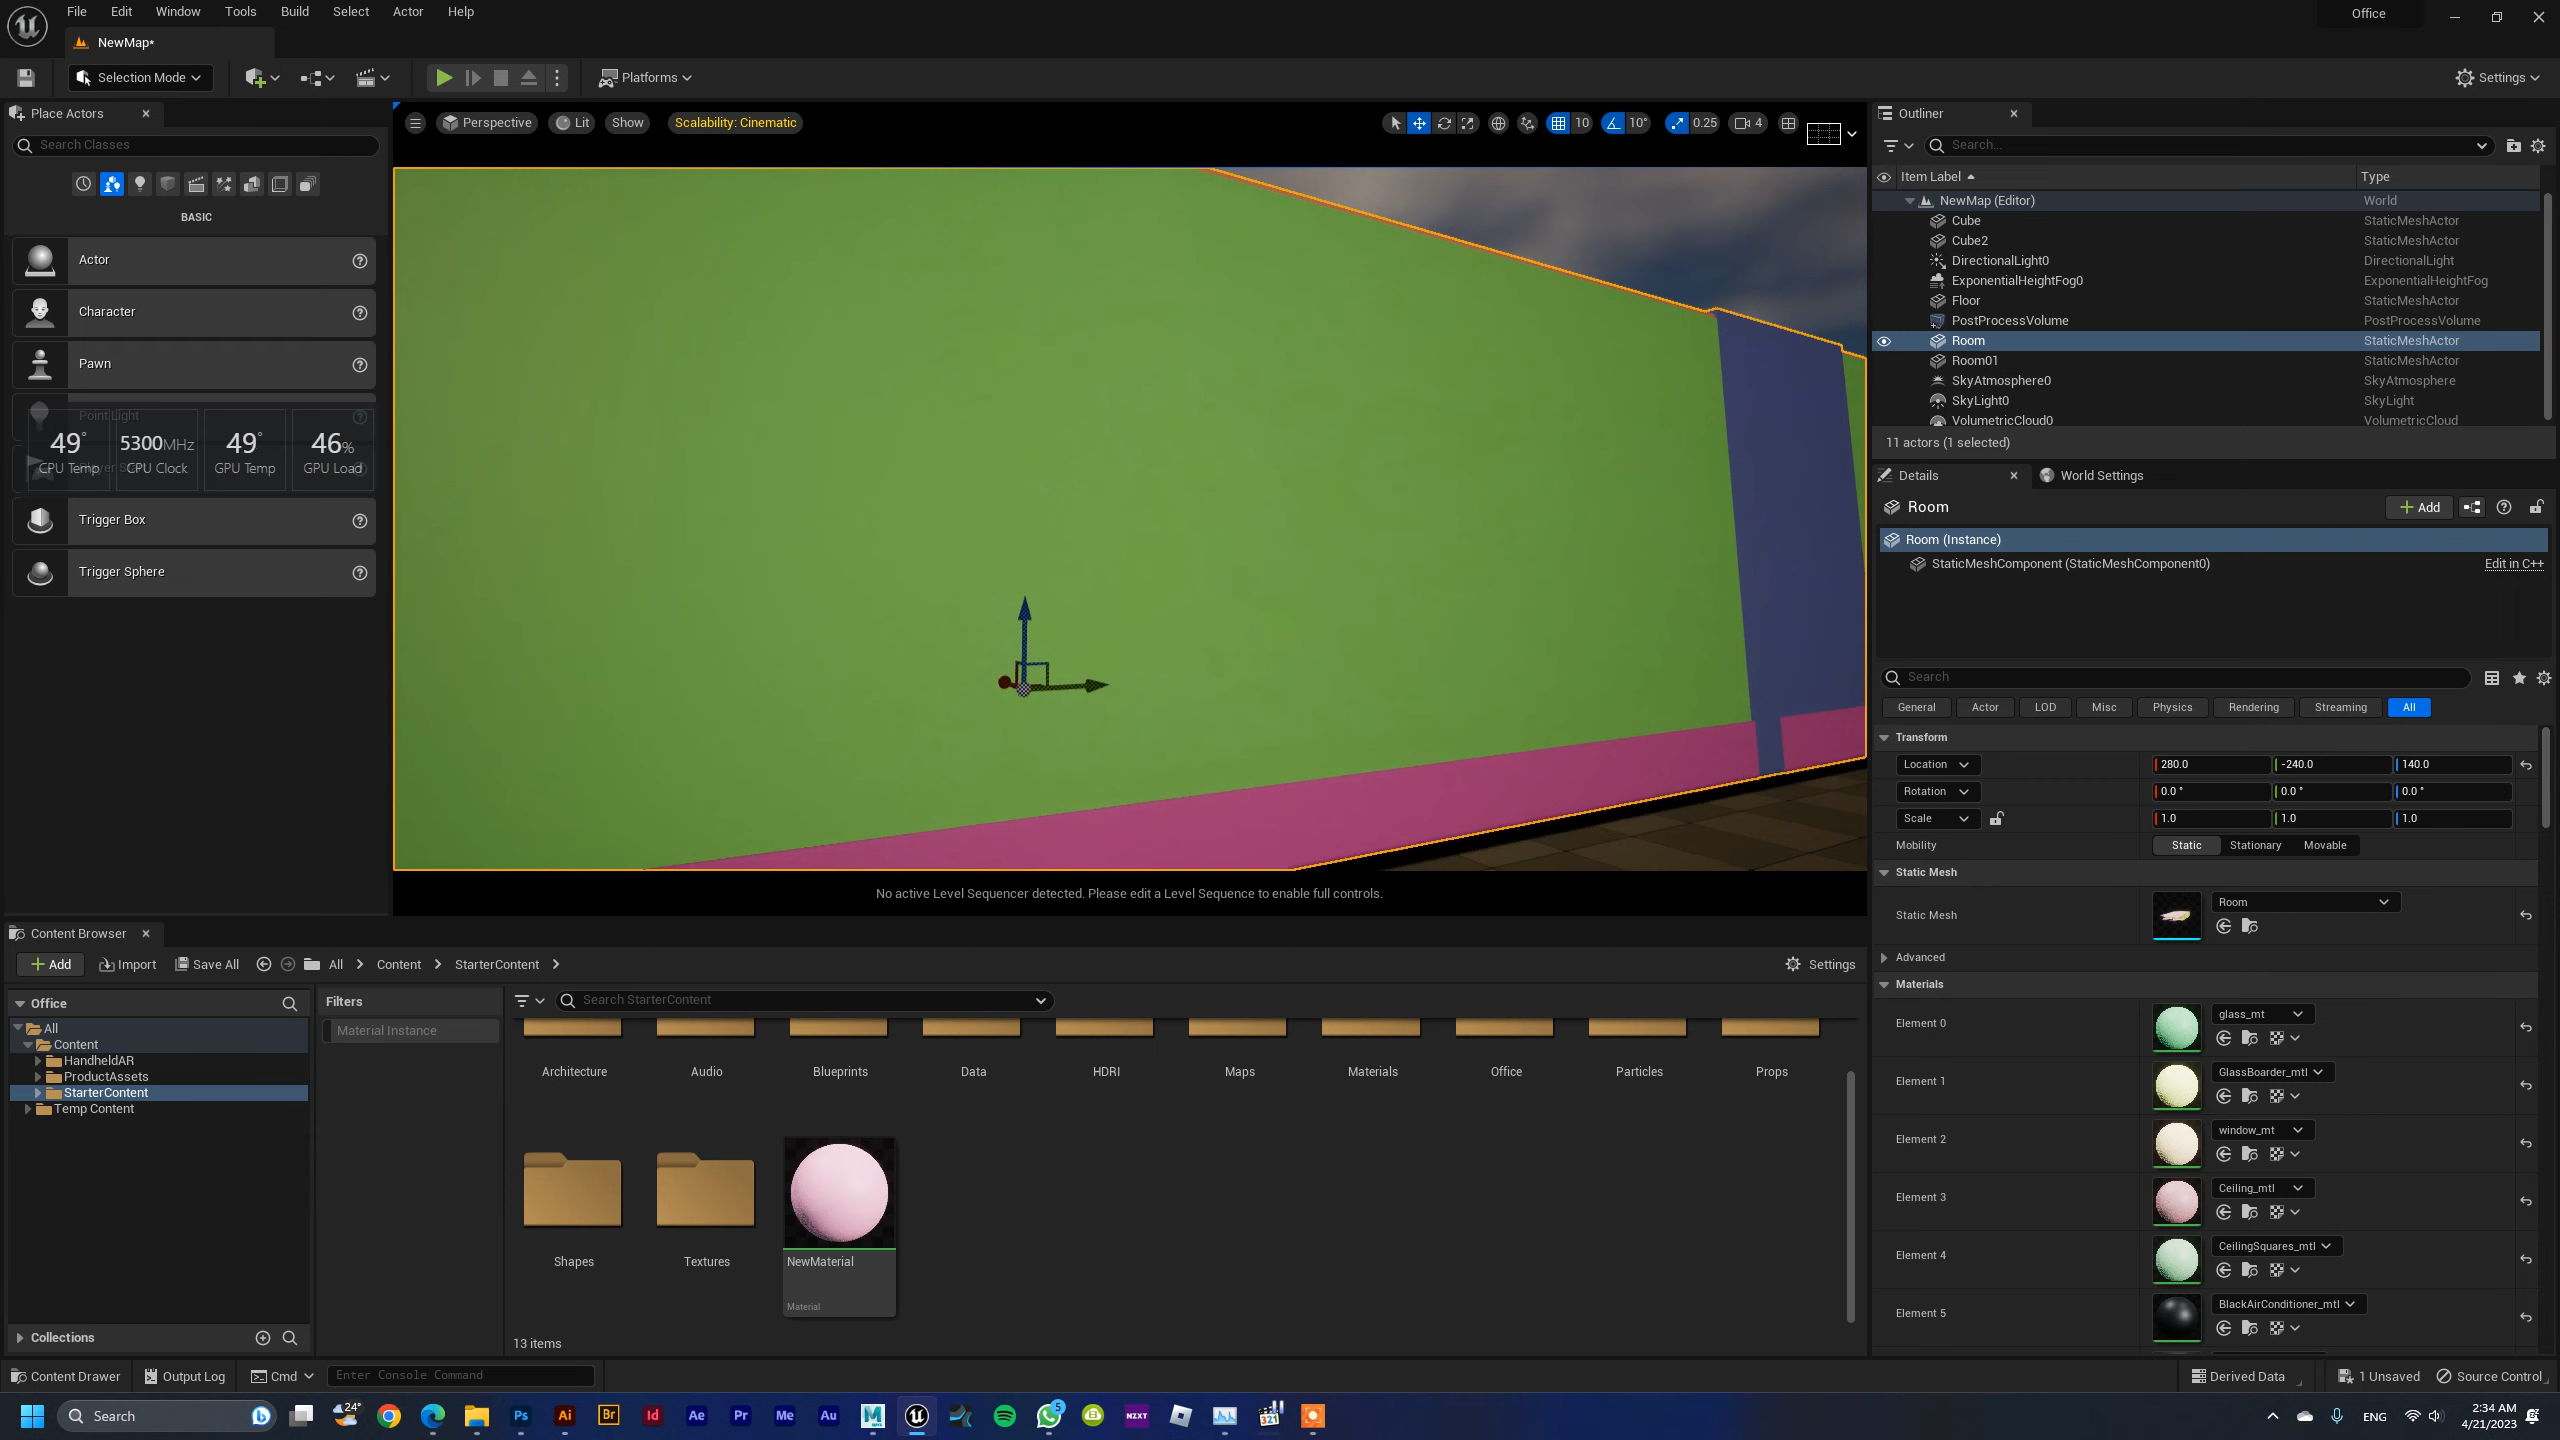 File Edit Window Tools Build Select Actor Help
Office
NewMap*
Selection Mode
Platforms
Settings
Place Actors
Search Classes
BASIC
Actor
Character
Pawn
Point Light
49° 5300MHz 49° 46%
CPU Temp CPU Clock GPU Temp GPU Load
Trigger Box
Trigger Sphere
Perspective Lit Show Scalability: Cinematic
10 10° 0.25 4
No active Level Sequencer detected. Please edit a Level Sequence to enable full controls.
Outliner
Search...
Item Label Type
NewMap (Editor) World
Cube StaticMeshActor
Cube2 StaticMeshActor
DirectionalLight0 DirectionalLight
ExponentialHeightFog0 ExponentialHeightFog
Floor StaticMeshActor
PostProcessVolume PostProcessVolume
Room StaticMeshActor
Room01 StaticMeshActor
SkyAtmosphere0 SkyAtmosphere
SkyLight0 SkyLight
VolumetricCloud0 VolumetricCloud
11 actors (1 selected)
Details World Settings
Room Add
Room (Instance)
StaticMeshComponent (StaticMeshComponent0) Edit in C++
Search
General Actor LOD Misc Physics Rendering Streaming All
Transform
Location 280.0 -240.0 140.0
Rotation 0.0 ° 0.0 ° 0.0 °
Scale 1.0 1.0 1.0
Mobility Static Stationary Movable
Static Mesh
Static Mesh Room
Advanced
Materials
Element 0 glass_mt
Element 1 GlassBoarder_mtl
Element 2 window_mt
Element 3 Ceiling_mtl
Element 4 CeilingSquares_mtl
Element 5 BlackAirConditioner_mtl
Content Browser
Add Import Save All All Content StarterContent
Settings
Office
All
Content
HandheldAR
ProductAssets
StarterContent
Temp Content
Collections
Filters
Material Instance
Search StarterContent
Architecture Audio Blueprints Data HDRI Maps Materials Office Particles Props
Shapes Textures NewMaterial
Material
13 items
Content Drawer Output Log Cmd Enter Console Command
Derived Data 1 Unsaved Source Control
Search
24°
Ps Ai Br Id Ae Pr Me Au
5
NZXT
321
ENG
2:34 AM
4/21/2023